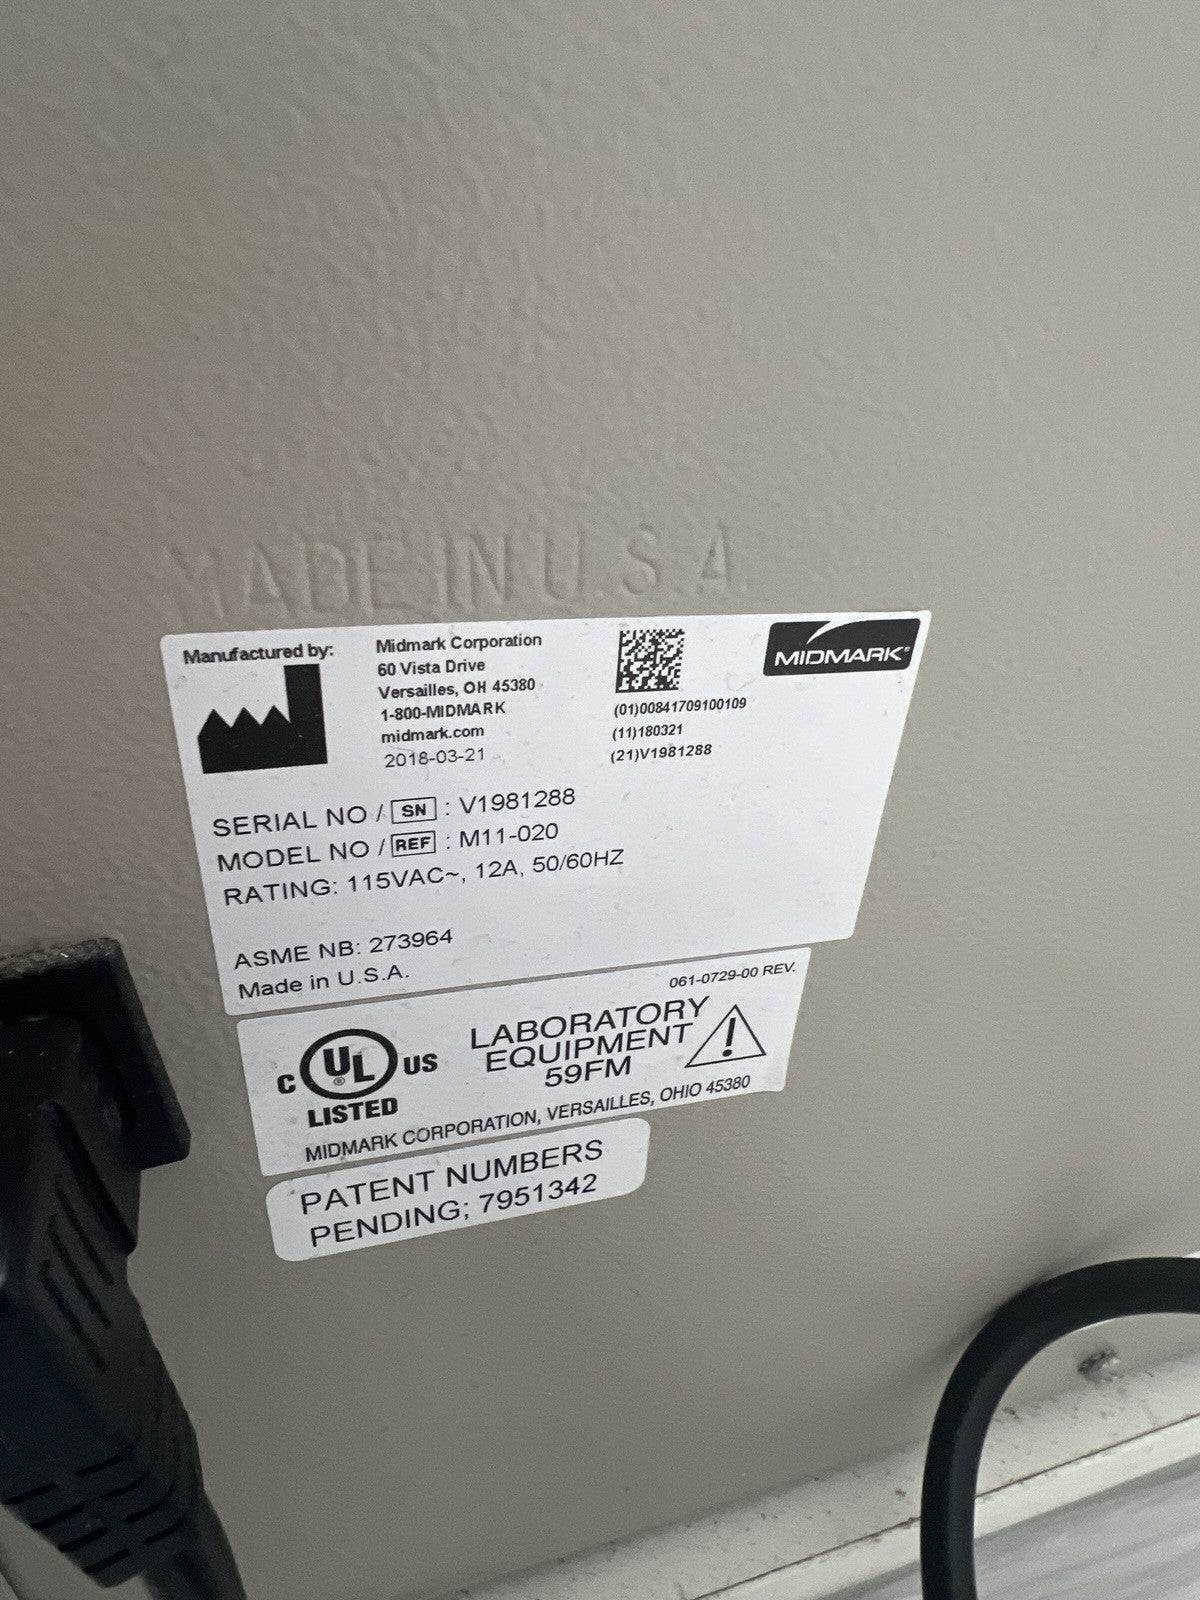 MADE IN U.S.A.
Manufactured by:
Midmark Corporation
60 Vista Drive
Versailles, OH 45380
1-800-MIDMARK
midmark.com
2018-03-21
(01)00841709100109
(11)180321
(21)V1981288
MIDMARK®
SERIAL NO / SN : V1981288
MODEL NO / REF : M11-020
RATING: 115VAC~, 12A, 50/60HZ
ASME NB: 273964
Made in U.S.A.
061-0729-00 REV.
C UL ® US
LISTED
LABORATORY
EQUIPMENT
59FM
MIDMARK CORPORATION, VERSAILLES, OHIO 45380
PATENT NUMBERS
PENDING; 7951342